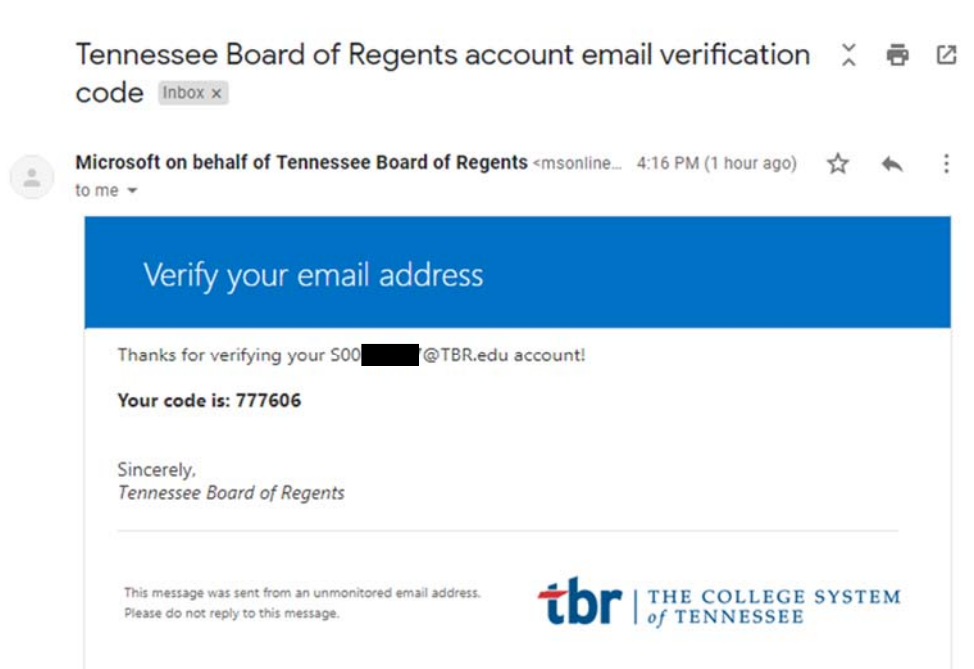 Tennessee Board of Regents account email verification
code Inbox x
Microsoft on behalf of Tennessee Board of Regents <msonline... 4:16 PM (1 hour ago)
to me
Verify your email address
Thanks for verifying your S00 @TBR.edu account!
Your code is: 777606
Sincerely,
Tennessee Board of Regents
This message was sent from an unmonitored email address.
Please do not reply to this message.
tbr THE COLLEGE SYSTEM
of TENNESSEE